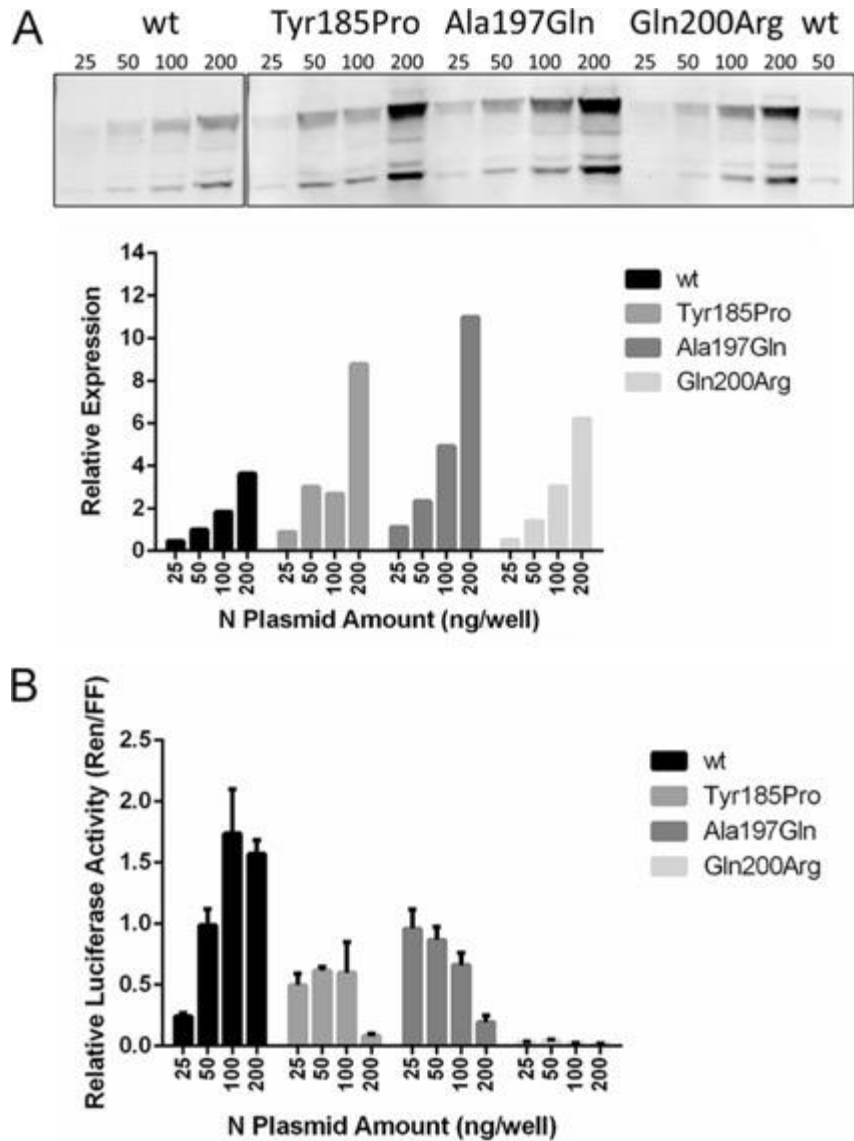 A
wt Tyr185Pro Ala197Gln Gln200Arg wt
25 50 100 200 25 50 100 200 25 50 100 200 25 50 100 200 50
14
12
10
8
6
4
2
0
Relative Expression
25 50 100 200 25 50 100 200 25 50 100 200 25 50 100 200
N Plasmid Amount (ng/well)
wt
Tyr185Pro
Ala197Gln
Gln200Arg
B
2.5
2.0
1.5
1.0
0.5
0.0
Relative Luciferase Activity (Ren/FF)
25 50 100 200 25 50 100 200 25 50 100 200 25 50 100 200
N Plasmid Amount (ng/well)
wt
Tyr185Pro
Ala197Gln
Gln200Arg